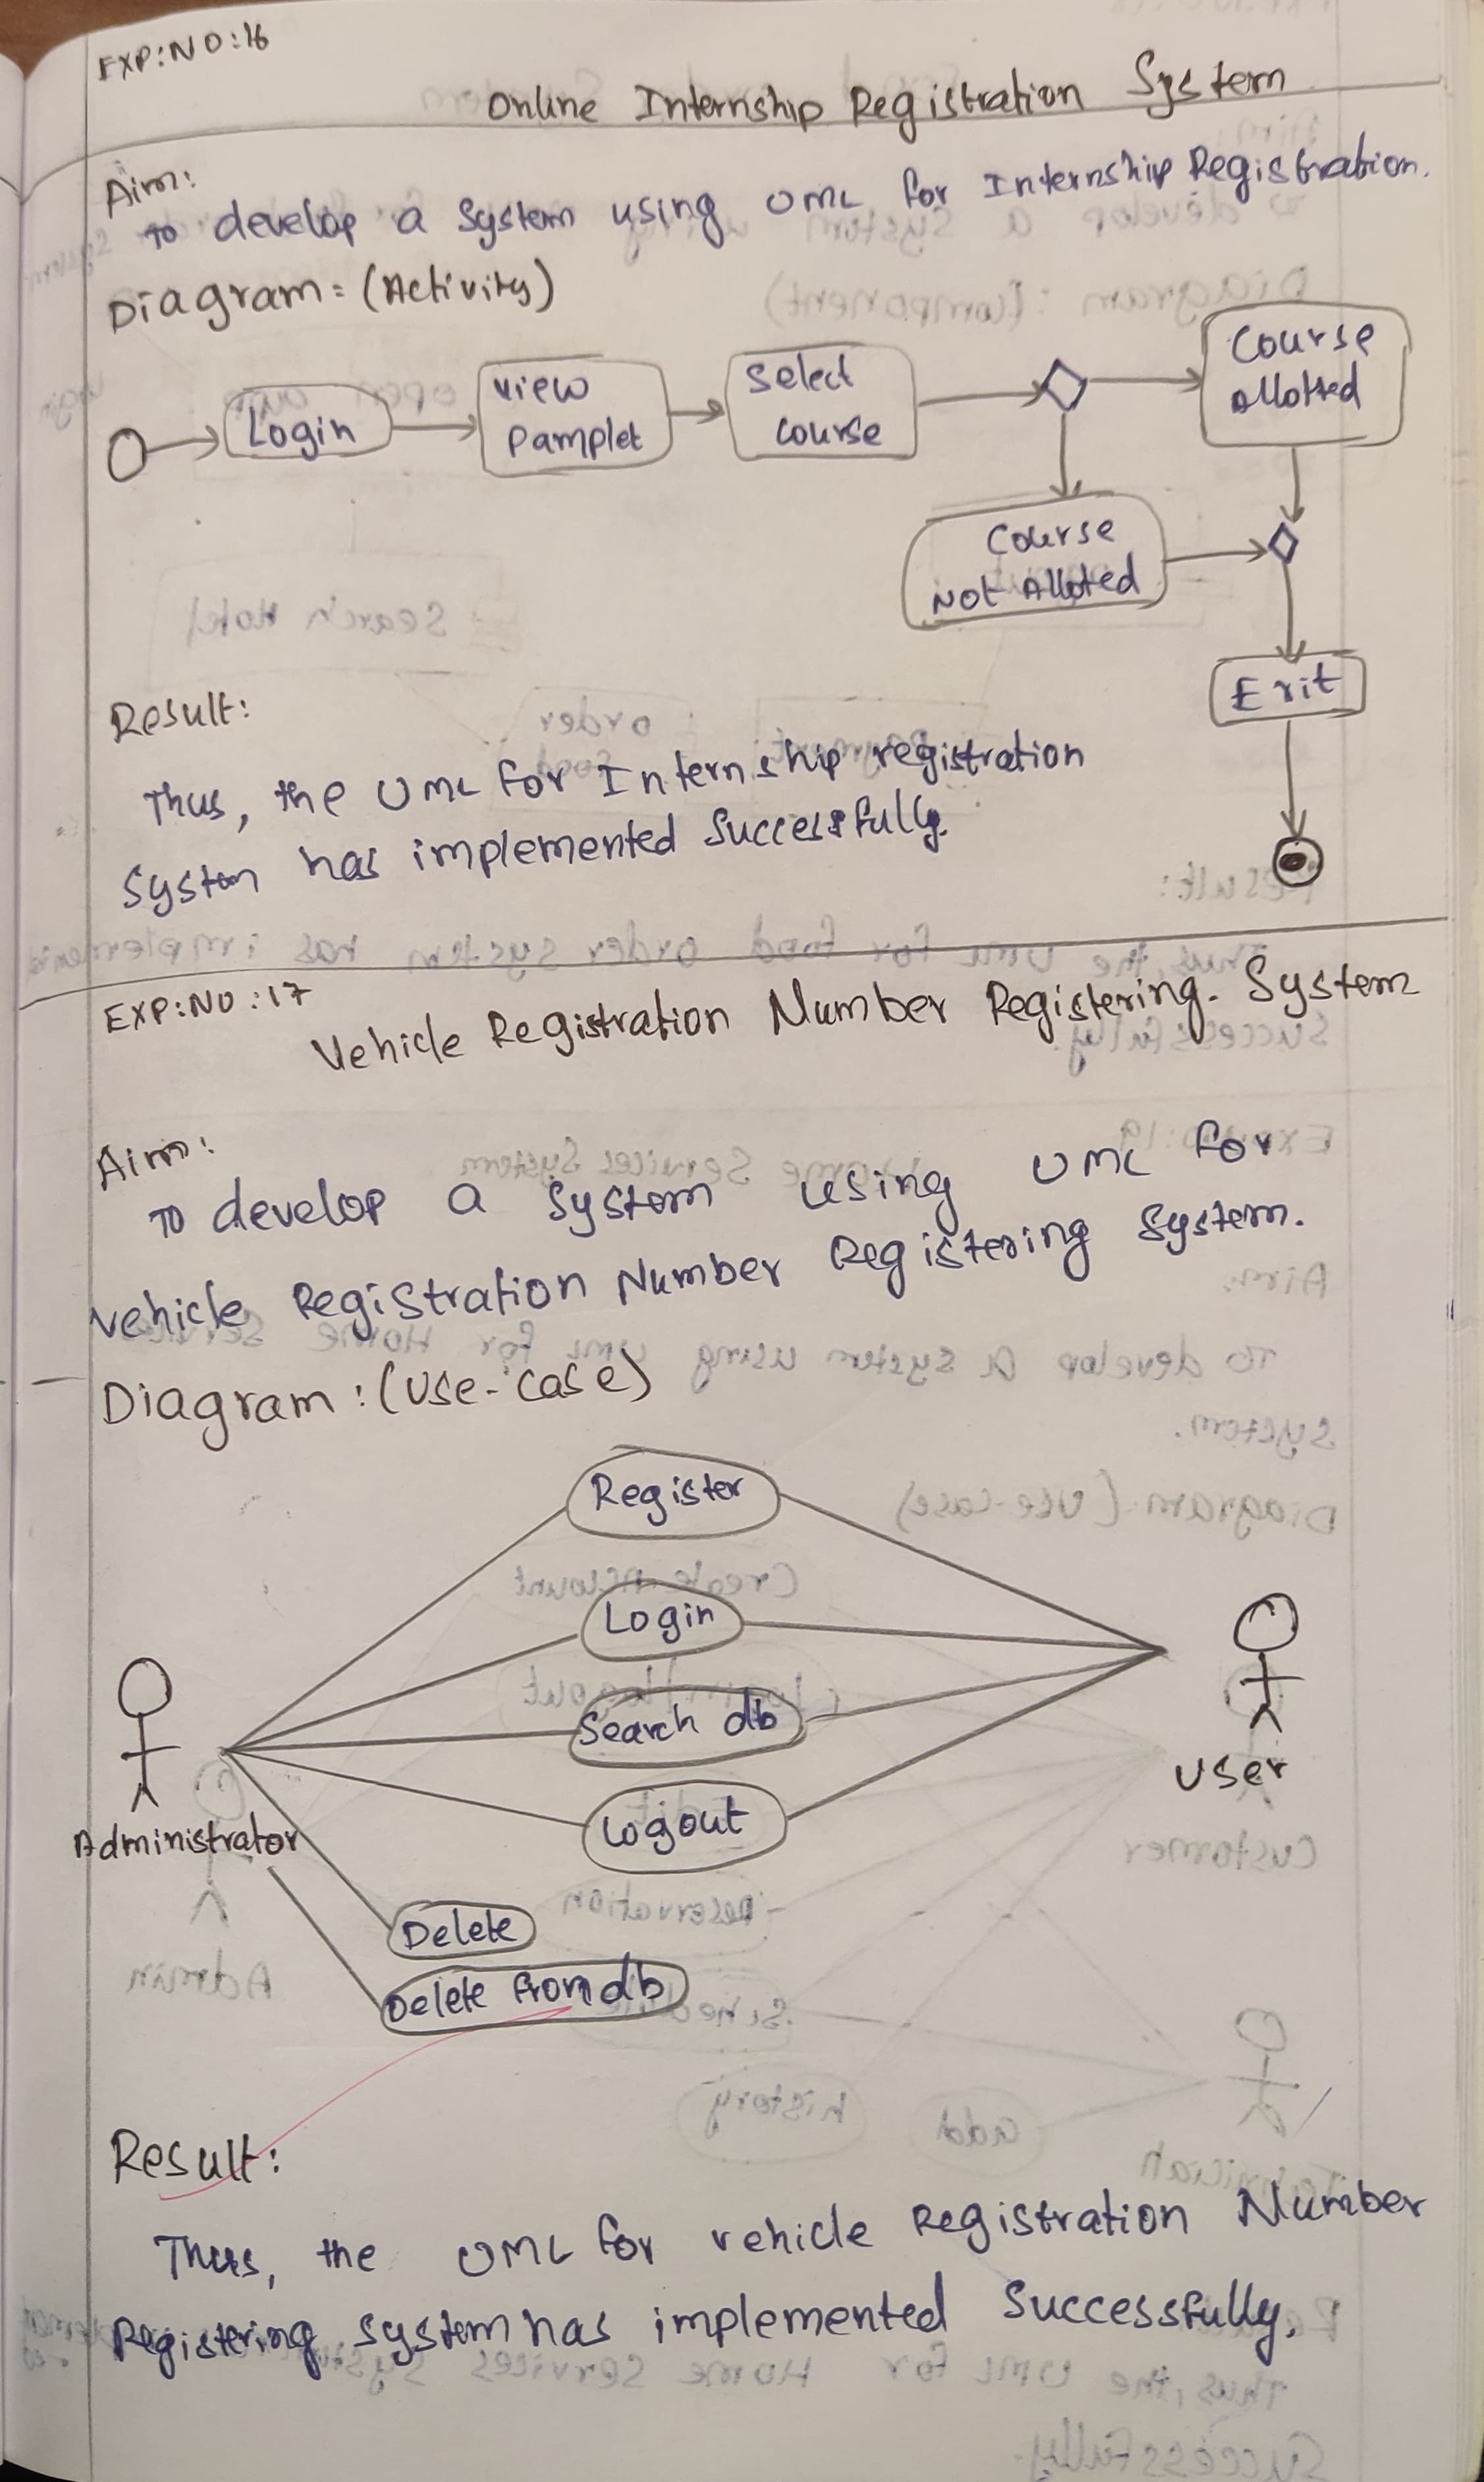 EXP:NO:16
Online Internship Registration System
Aim:
To develop a System using UML for Internship Registration.
Diagram: (Activity)
Login
View
Pamplet
Select
Course
Course
Allotted
Course
Not Alloted
Exit
Result:
Thus, the UML for Internship registration
System has implemented Successfully.
EXP:NO:17
Vehicle Registration Number Registering. System
Aim:
To develop a System using UML for
vehicle Registration Number Registering System.
Diagram: (Use-case)
Register
Login
Search db
Logout
Administrator
User
Delete
Delete from db
Result:
Thus, the UML for vehicle Registration Number
Registering System has implemented Successfully.